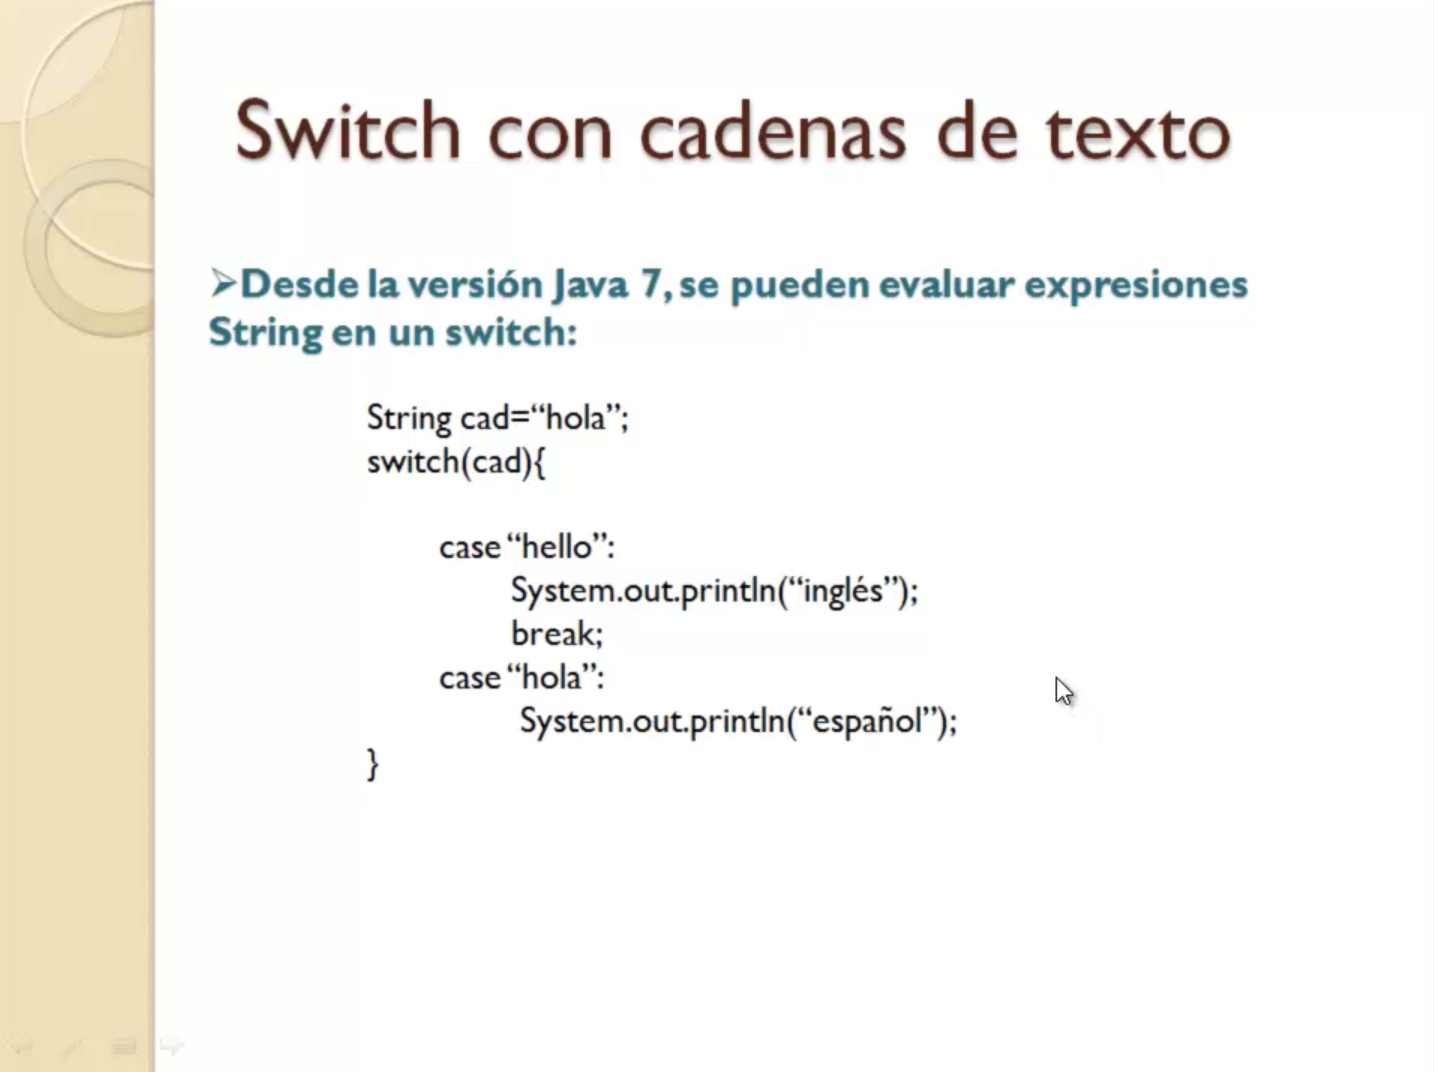 Switch con cadenas de texto
➢Desde la versión Java 7, se pueden evaluar expresiones
String en un switch:
String cad=“hola”;
switch(cad){
case “hello”:
System.out.println(“inglés”);
break;
case “hola”:
System.out.println(“español”);
}